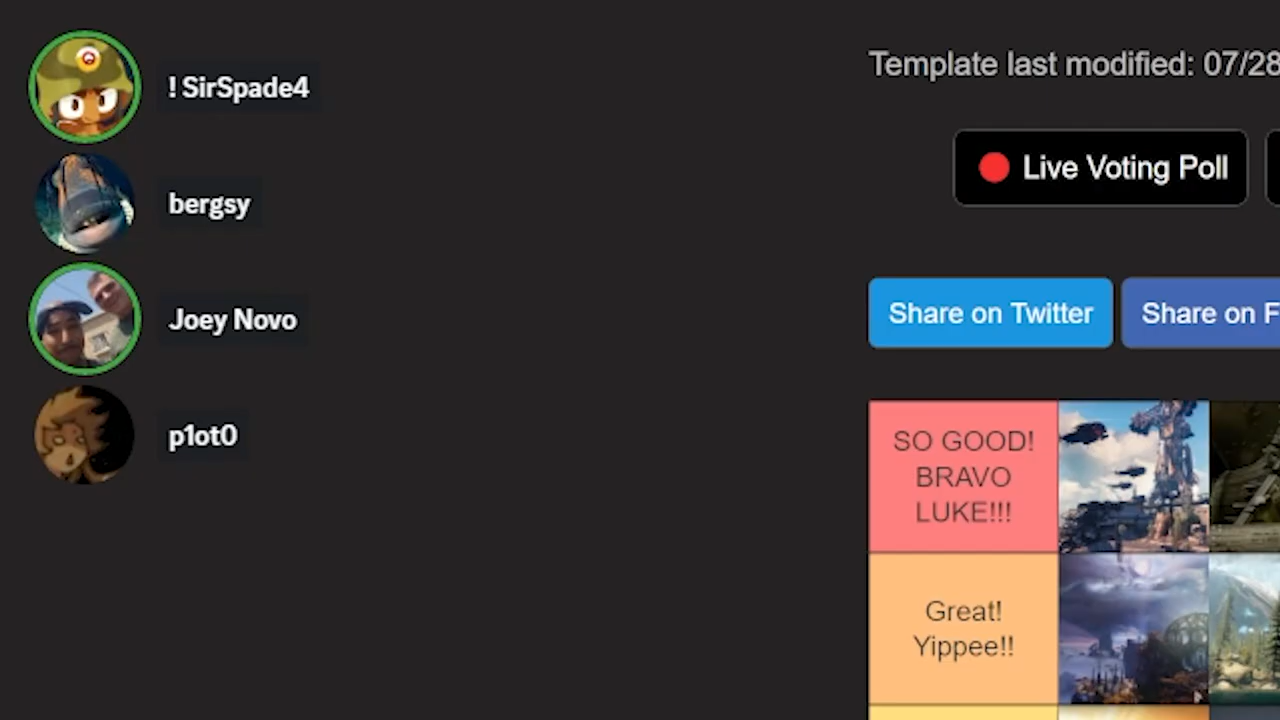 ! SirSpade4
bergsy
Joey Novo
p1ot0
Template last modified: 07/28
Live Voting Poll
Share on Twitter
Share on F
SO GOOD!
BRAVO
LUKE!!!
Great!
Yippee!!